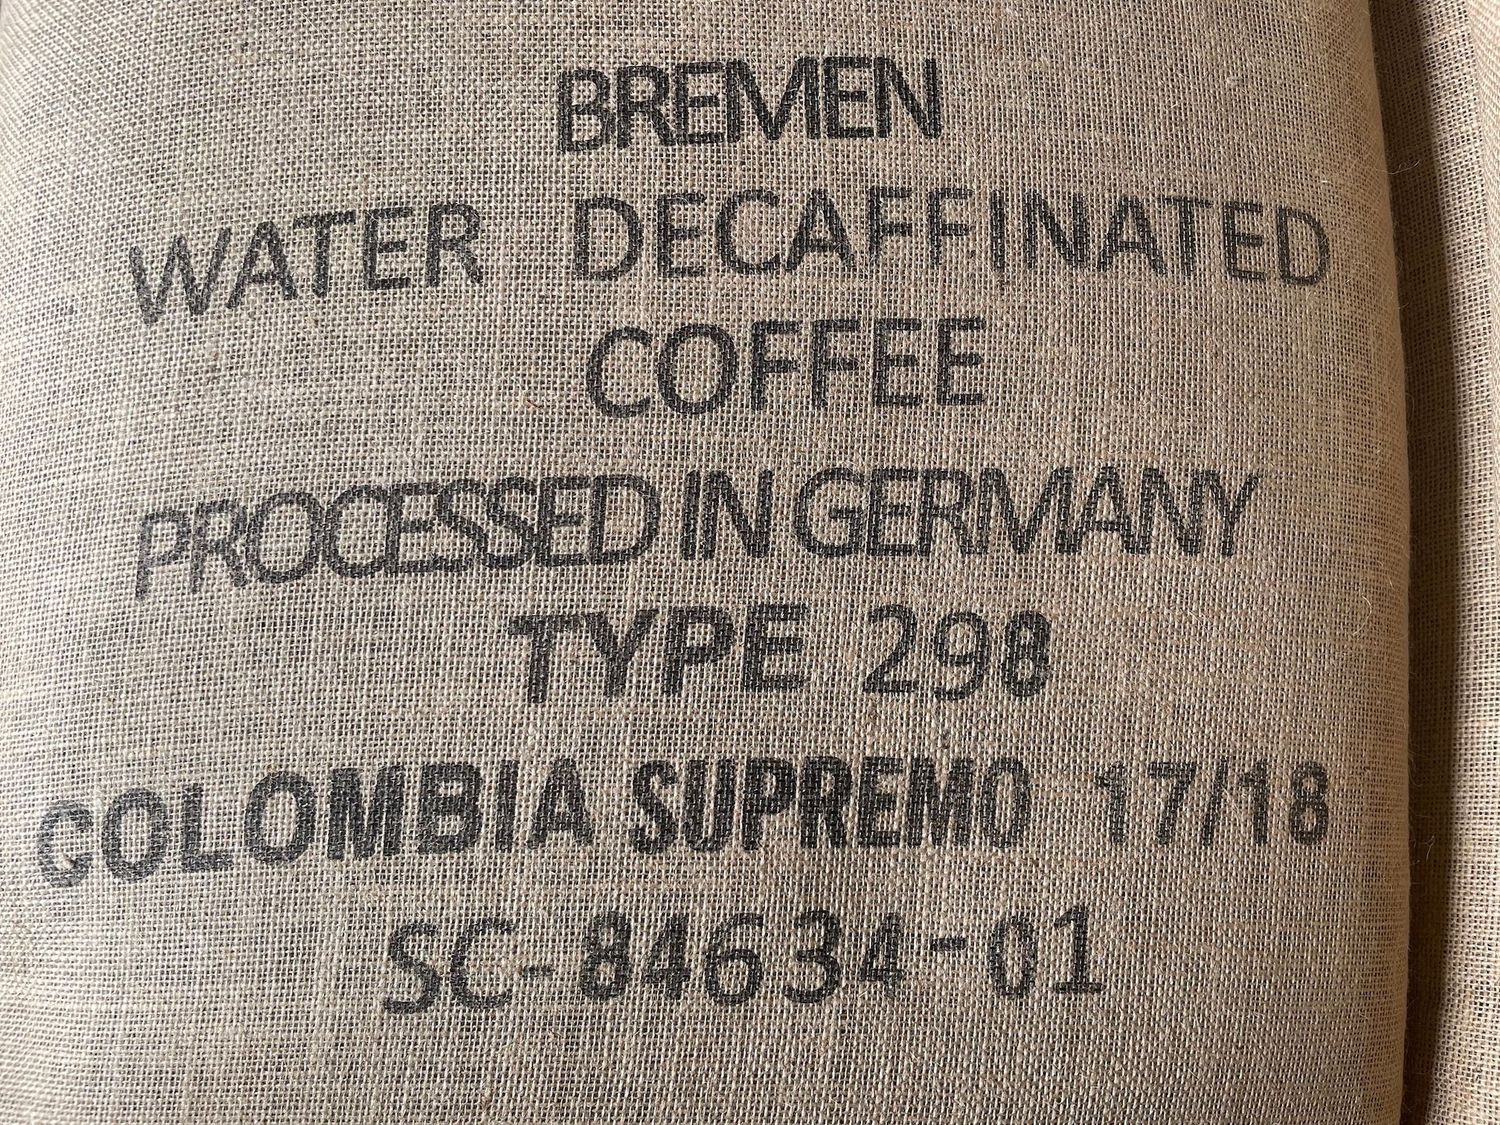 BREMEN
WATER DECAFFINATED
COFFEE
PROCESSED IN GERMANY
TYPE 298
COLOMBIA SUPREMO 17/18
SC-84634-01